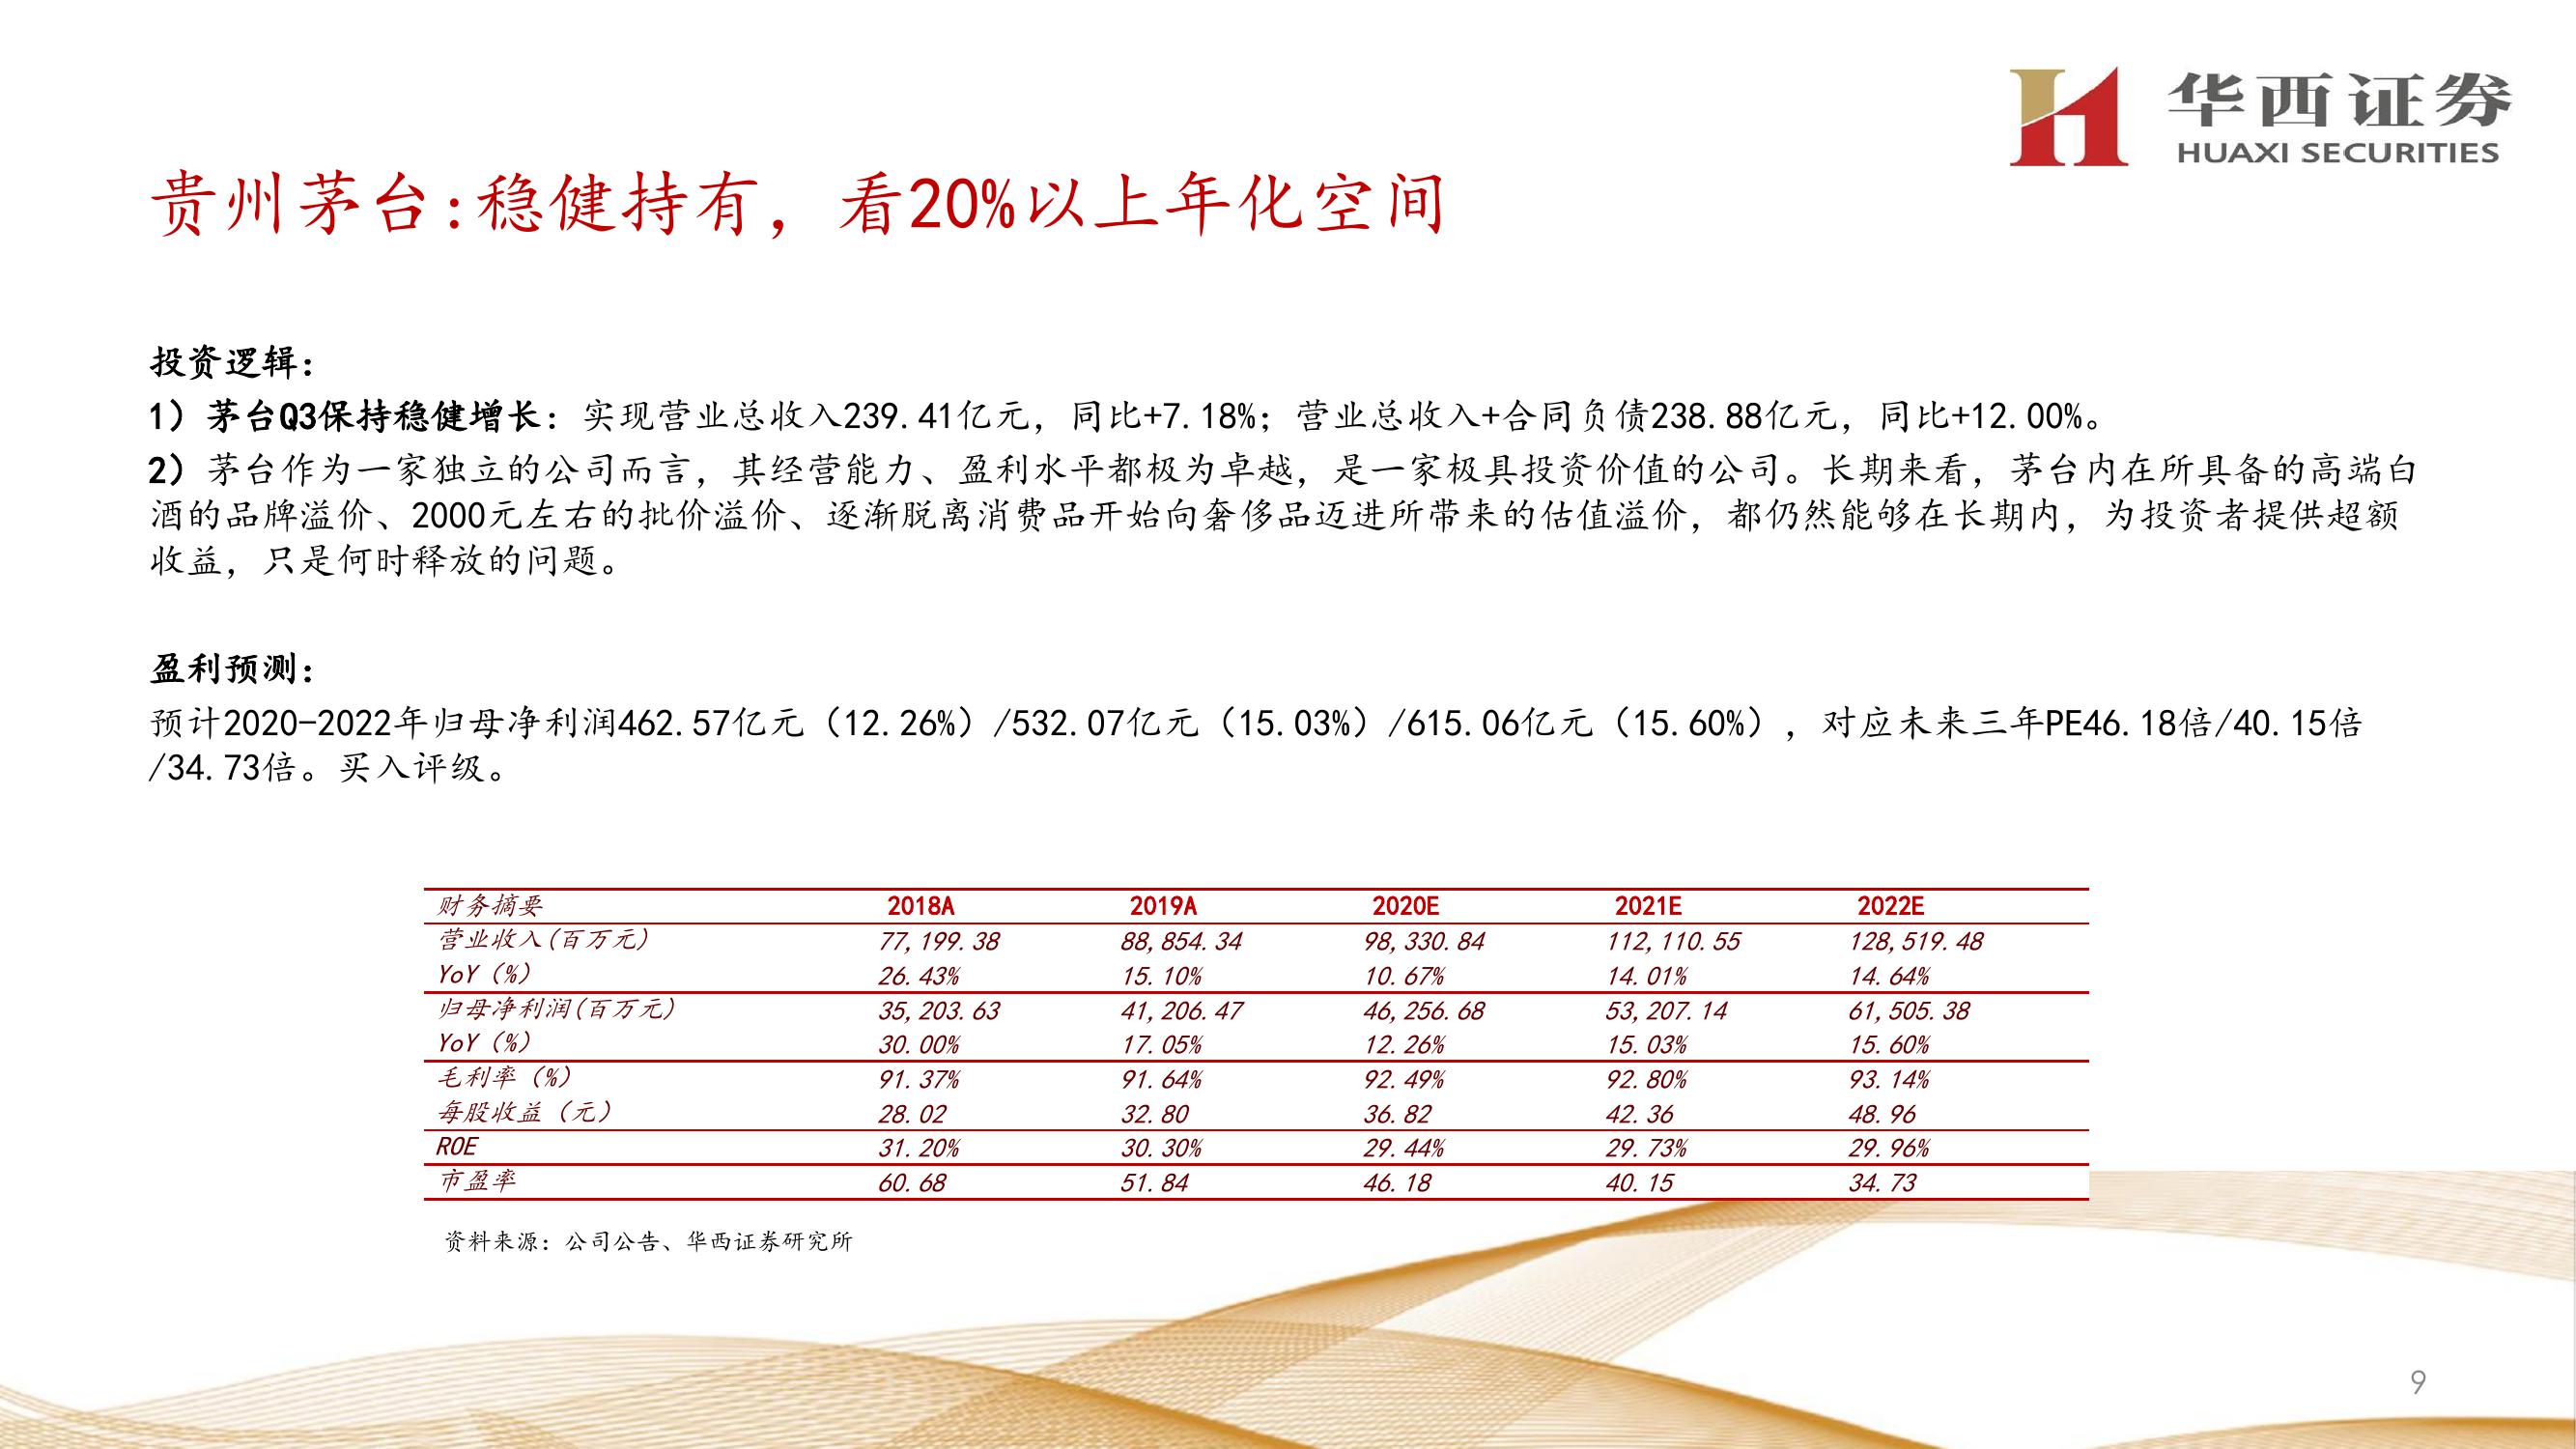 华西证券
HUAXI SECURITIES
贵州茅台:稳健持有，看20%以上年化空间
投资逻辑：
1）茅台Q3保持稳健增长：实现营业总收入239.41亿元，同比+7.18%；营业总收入+合同负债238.88亿元，同比+12.00%。
2）茅台作为一家独立的公司而言，其经营能力、盈利水平都极为卓越，是一家极具投资价值的公司。长期来看，茅台内在所具备的高端白
酒的品牌溢价、2000元左右的批价溢价、逐渐脱离消费品开始向奢侈品迈进所带来的估值溢价，都仍然能够在长期内，为投资者提供超额
收益，只是何时释放的问题。
盈利预测：
预计2020-2022年归母净利润462.57亿元（12.26%）/532.07亿元（15.03%）/615.06亿元（15.60%），对应未来三年PE46.18倍/40.15倍
/34.73倍。买入评级。
财务摘要 2018A 2019A 2020E 2021E 2022E
营业收入(百万元) 77,199.38 88,854.34 98,330.84 112,110.55 128,519.48
YoY（%） 26.43% 15.10% 10.67% 14.01% 14.64%
归母净利润(百万元) 35,203.63 41,206.47 46,256.68 53,207.14 61,505.38
YoY（%） 30.00% 17.05% 12.26% 15.03% 15.60%
毛利率（%） 91.37% 91.64% 92.49% 92.80% 93.14%
每股收益（元） 28.02 32.80 36.82 42.36 48.96
ROE 31.20% 30.30% 29.44% 29.73% 29.96%
市盈率 60.68 51.84 46.18 40.15 34.73
资料来源：公司公告、华西证券研究所
9